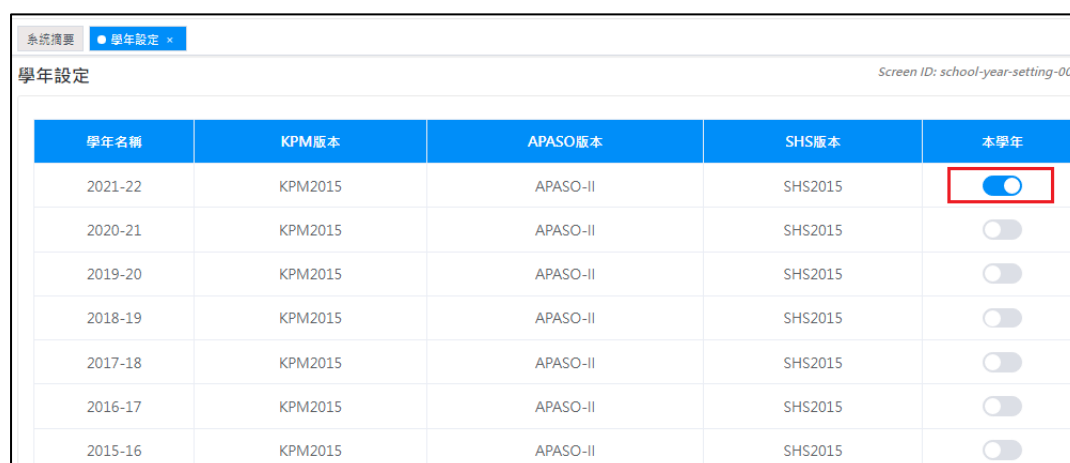 系統摘要 學年設定 ×
學年設定 Screen ID: school-year-setting-00
學年名稱 KPM版本 APASO版本 SHS版本 本學年
2021-22 KPM2015 APASO-II SHS2015
2020-21 KPM2015 APASO-II SHS2015
2019-20 KPM2015 APASO-II SHS2015
2018-19 KPM2015 APASO-II SHS2015
2017-18 KPM2015 APASO-II SHS2015
2016-17 KPM2015 APASO-II SHS2015
2015-16 KPM2015 APASO-II SHS2015